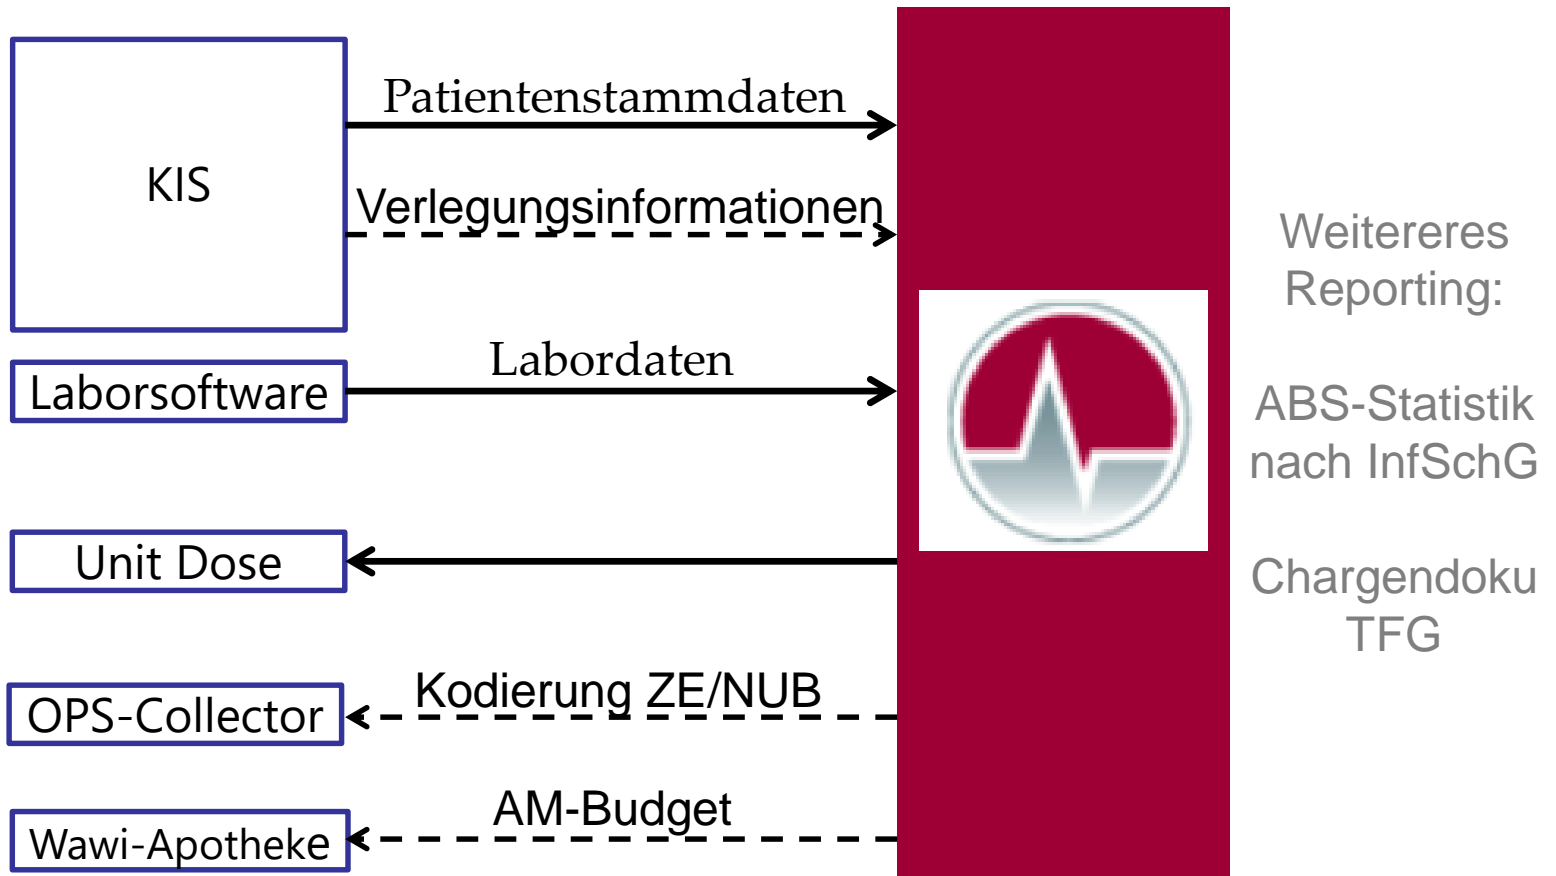 Patientenstammdaten
KIS
Verlegungsinformationen
Labordaten
Laborsoftware
Unit Dose
Kodierung ZE/NUB
OPS-Collector
AM-Budget
Wawi-Apotheke
Weitereres
Reporting:
ABS-Statistik
nach InfSchG
Chargendoku
TFG